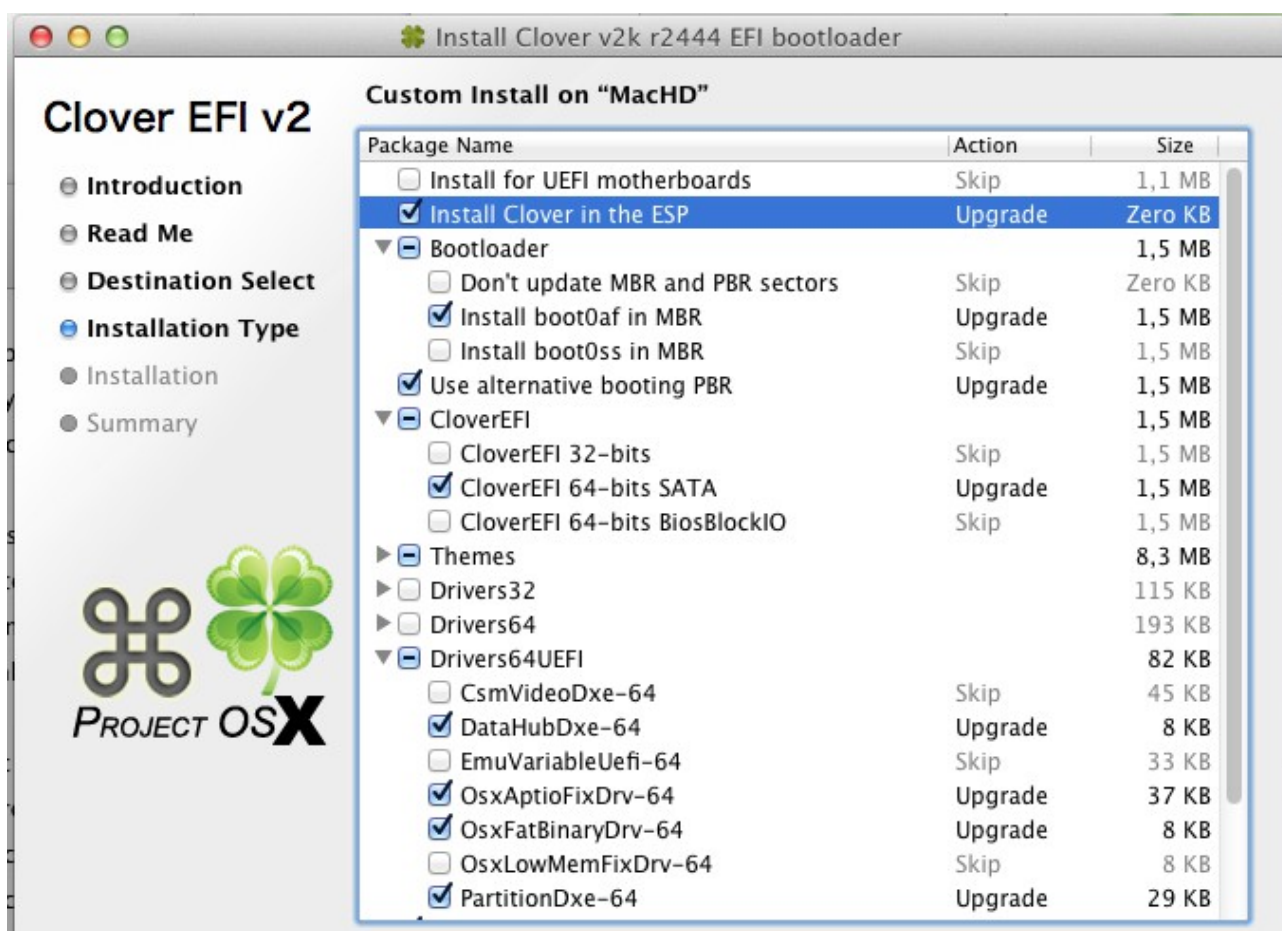 Install Clover v2k r2444 EFI bootloader
Clover EFI v2
Introduction
Read Me
Destination Select
Installation Type
Installation
Summary
PROJECT OSX
Custom Install on “MacHD”
Package Name Action Size
Install for UEFI motherboards Skip 1,1 MB
Install Clover in the ESP Upgrade Zero KB
Bootloader 1,5 MB
Don't update MBR and PBR sectors Skip Zero KB
Install boot0af in MBR Upgrade 1,5 MB
Install boot0ss in MBR Skip 1,5 MB
Use alternative booting PBR Upgrade 1,5 MB
CloverEFI 1,5 MB
CloverEFI 32-bits Skip 1,5 MB
CloverEFI 64-bits SATA Upgrade 1,5 MB
CloverEFI 64-bits BiosBlockIO Skip 1,5 MB
Themes 8,3 MB
Drivers32 115 KB
Drivers64 193 KB
Drivers64UEFI 82 KB
CsmVideoDxe-64 Skip 45 KB
DataHubDxe-64 Upgrade 8 KB
EmuVariableUefi-64 Skip 33 KB
OsxAptioFixDrv-64 Upgrade 37 KB
OsxFatBinaryDrv-64 Upgrade 8 KB
OsxLowMemFixDrv-64 Skip 8 KB
PartitionDxe-64 Upgrade 29 KB